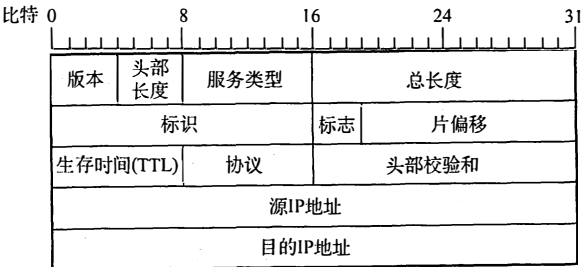 比特 0 8 16 24 31
版本 头部长度 服务类型 总长度
标识 标志 片偏移
生存时间(TTL) 协议 头部校验和
源IP地址
目的IP地址